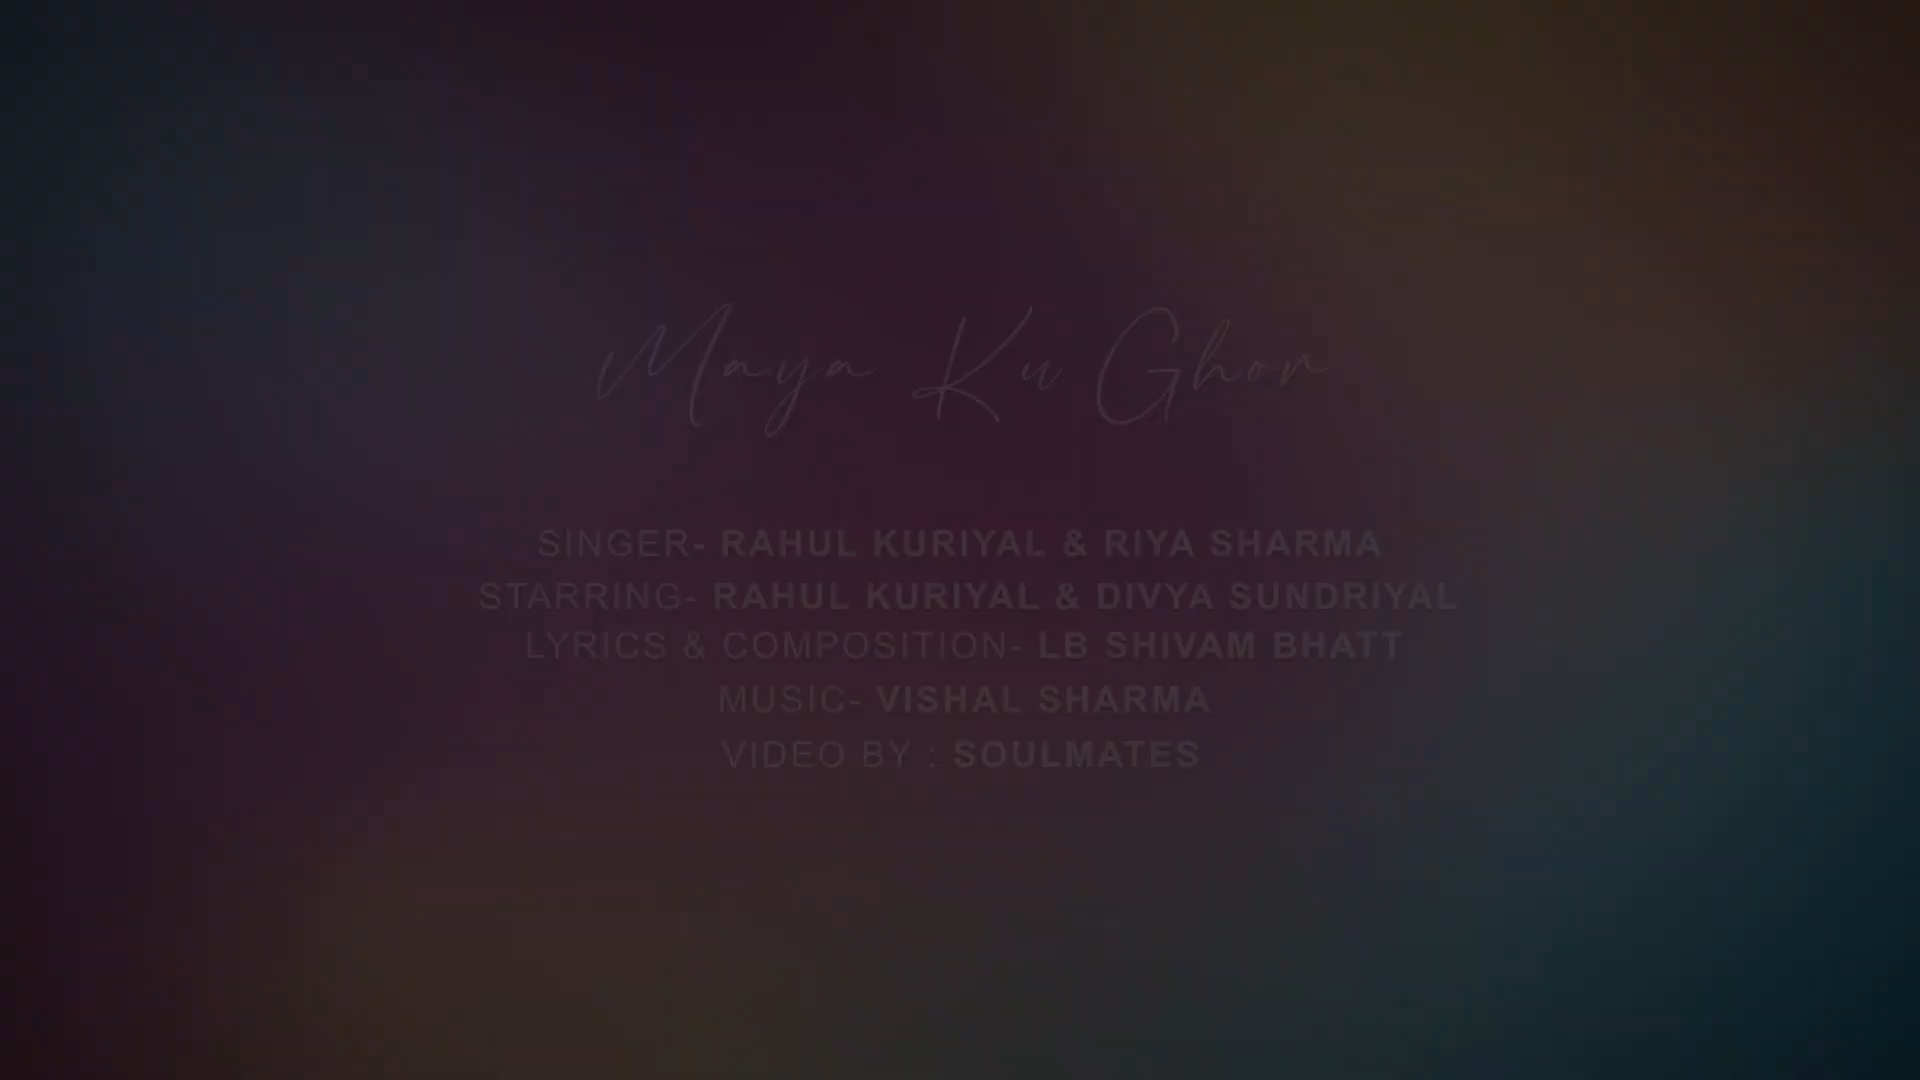 Maya Ku Ghor
SINGER- RAHUL KURIYAL & RIYA SHARMA
STARRING- RAHUL KURIYAL & DIVYA SUNDRIYAL
LYRICS & COMPOSITION- LB SHIVAM BHATT
MUSIC- VISHAL SHARMA
VIDEO BY : SOULMATES